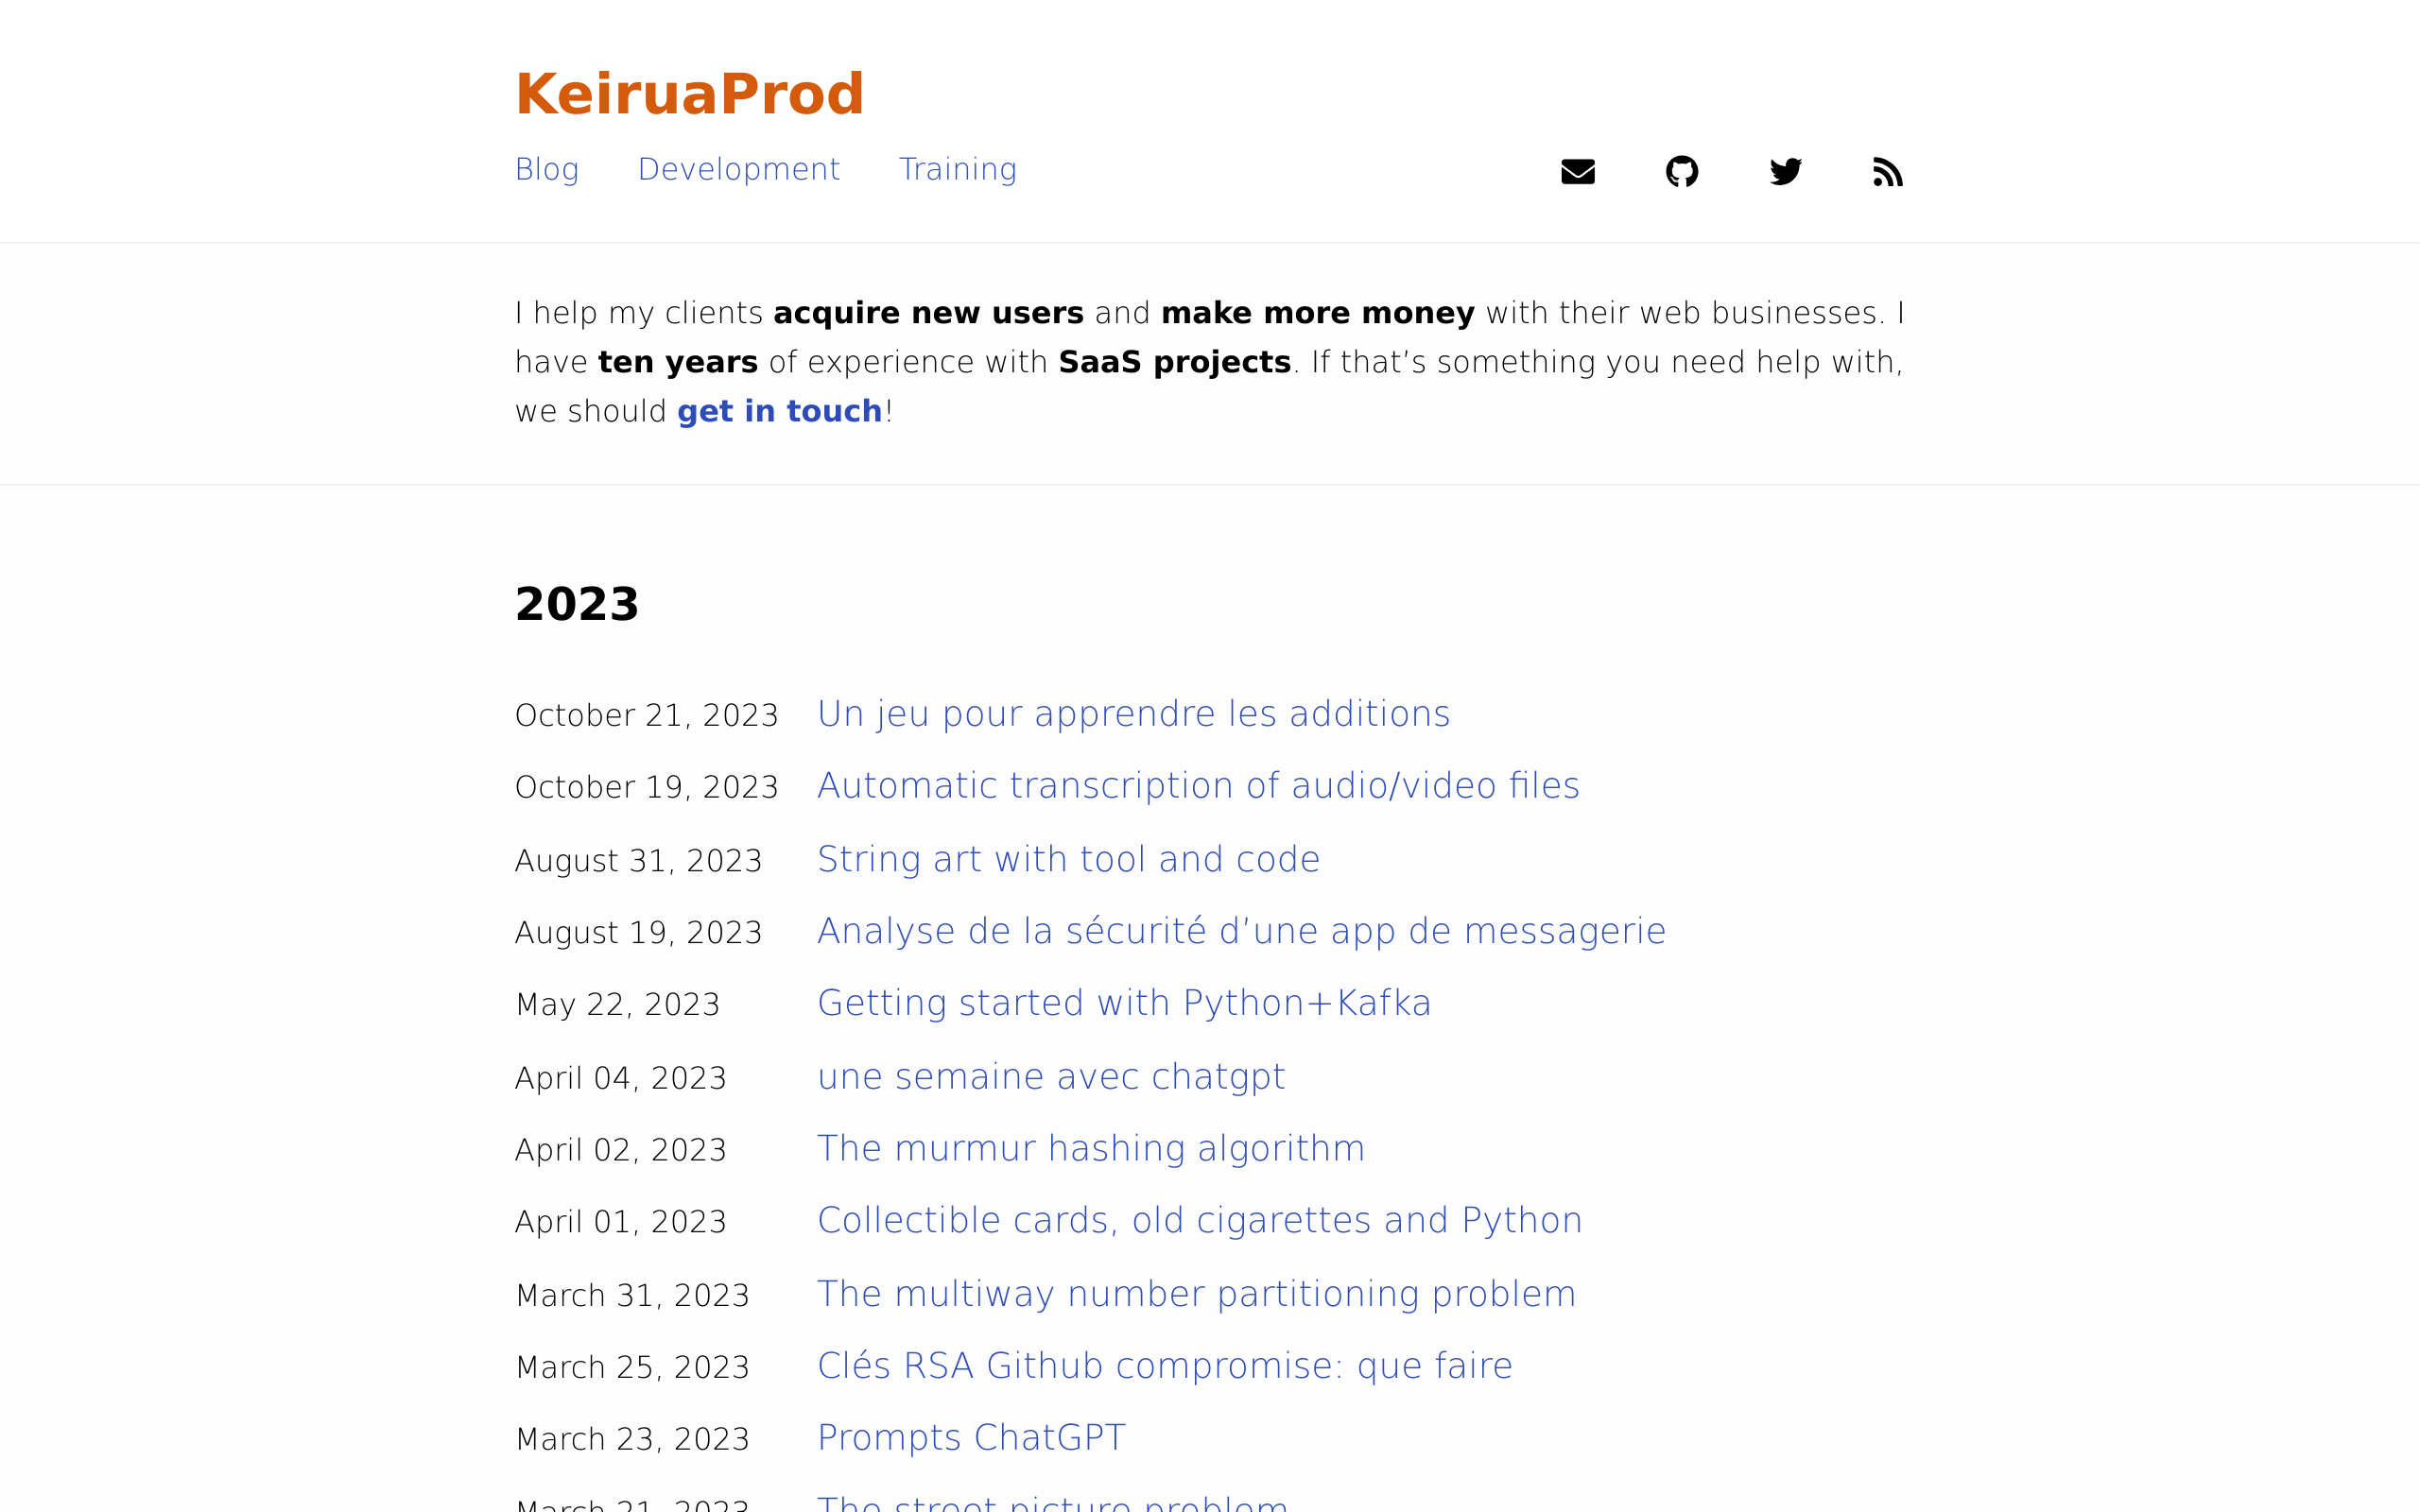 KeiruaProd
Blog Development Training
I help my clients acquire new users and make more money with their web businesses. I
have ten years of experience with SaaS projects. If that’s something you need help with,
we should get in touch!
2023
October 21, 2023 Un jeu pour apprendre les additions
October 19, 2023 Automatic transcription of audio/video files
August 31, 2023 String art with tool and code
August 19, 2023 Analyse de la sécurité d’une app de messagerie
May 22, 2023 Getting started with Python+Kafka
April 04, 2023 une semaine avec chatgpt
April 02, 2023 The murmur hashing algorithm
April 01, 2023 Collectible cards, old cigarettes and Python
March 31, 2023 The multiway number partitioning problem
March 25, 2023 Clés RSA Github compromise: que faire
March 23, 2023 Prompts ChatGPT
March 21, 2023 The street picture problem